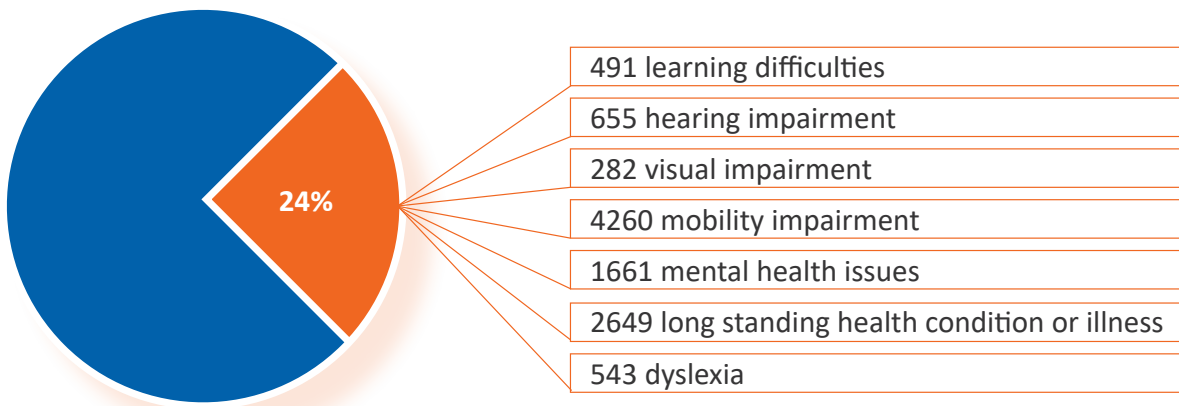 24%
491 learning difficulties
655 hearing impairment
282 visual impairment
4260 mobility impairment
1661 mental health issues
2649 long standing health condition or illness
543 dyslexia